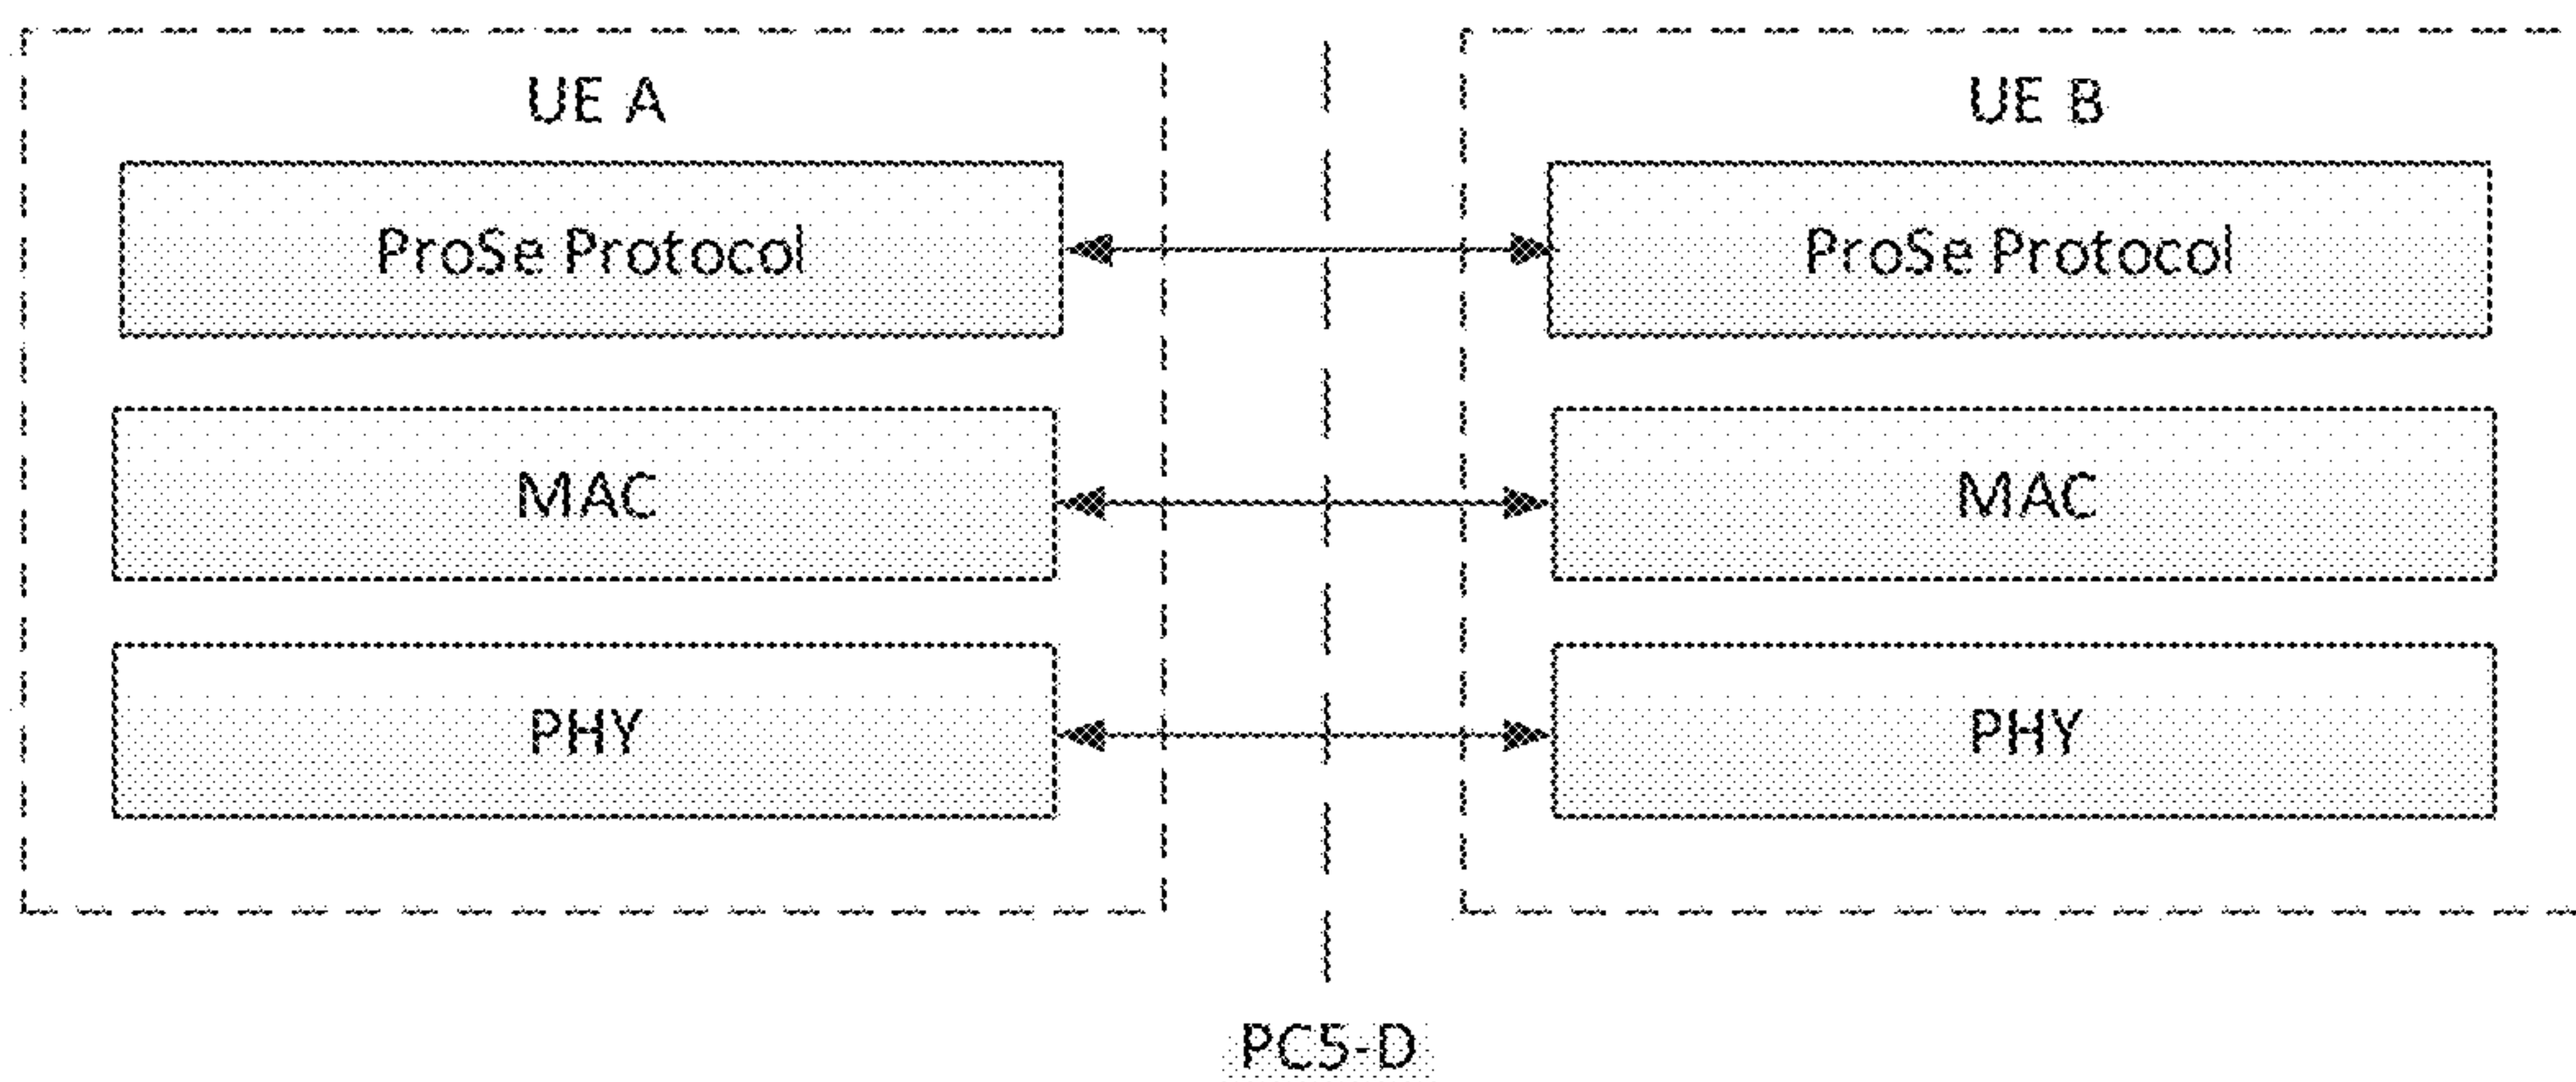 UE A
UE B
ProSe Protocol
ProSe Protocol
MAC
MAC
PHY
PHY
PC5-D